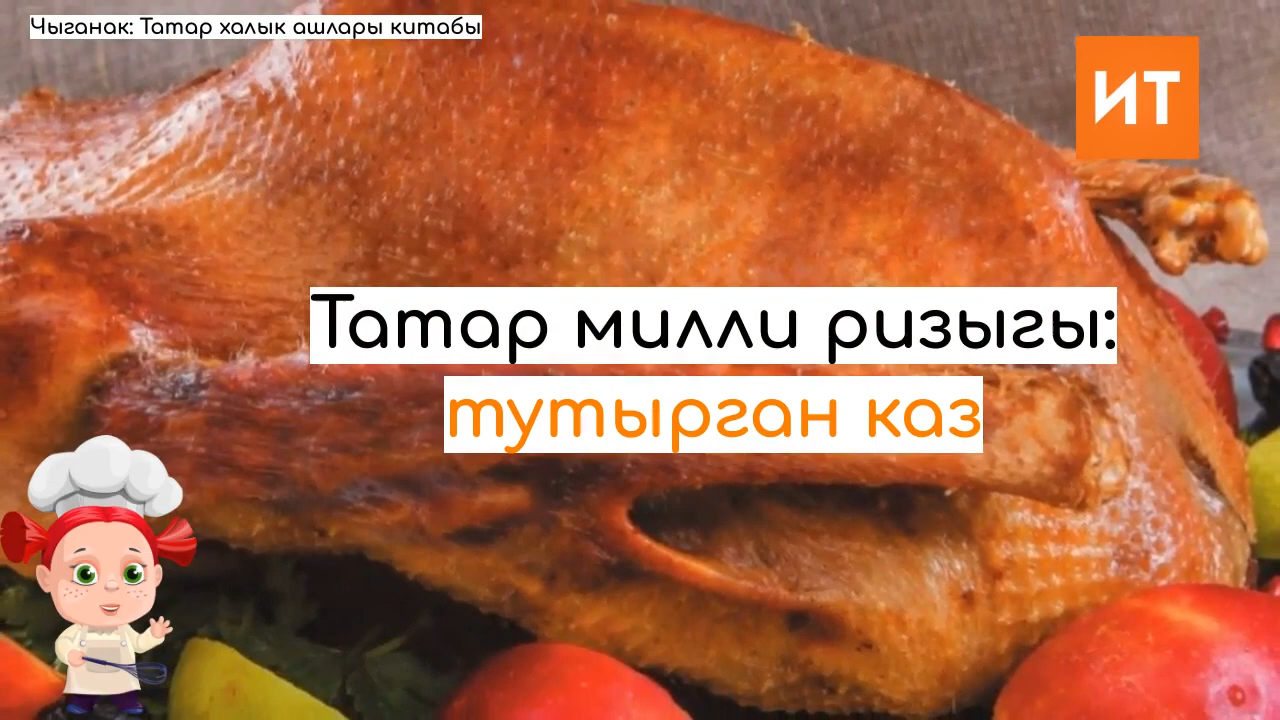 Чыганак: Татар халык ашлары китабы
ИТ
Татар милли ризыгы:
тутырган каз